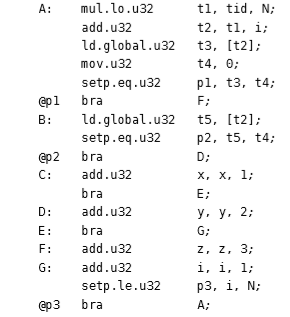 A: mul.lo.u32 t1, tid, N;
add.u32 t2, t1, i;
ld.global.u32 t3, [t2];
mov.u32 t4, 0;
setp.eq.u32 p1, t3, t4;
@p1 bra F;
B: ld.global.u32 t5, [t2];
setp.eq.u32 p2, t5, t4;
@p2 bra D;
C: add.u32 x, x, 1;
bra E;
D: add.u32 y, y, 2;
E: bra G;
F: add.u32 z, z, 3;
G: add.u32 i, i, 1;
setp.le.u32 p3, i, N;
@p3 bra A;